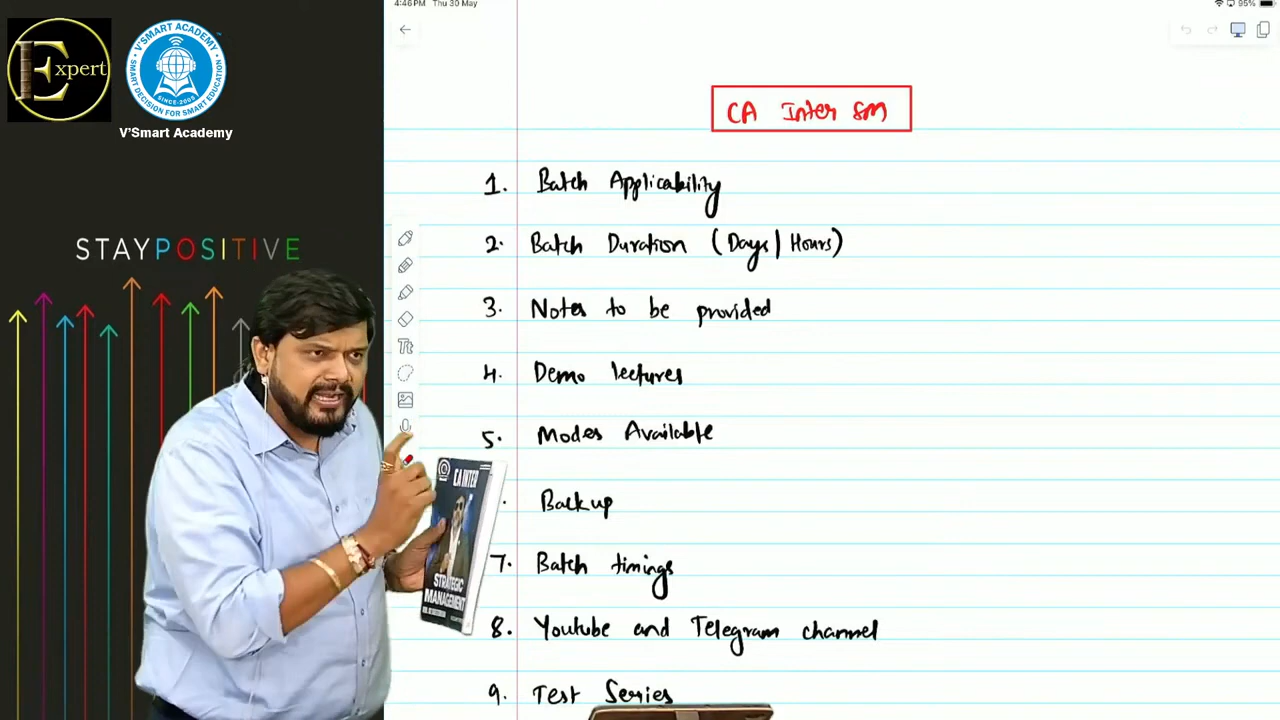 4:46 PM Thu 30 May
95%
Expert
V'SMART ACADEMY
SMART DECISION FOR SMART EDUCATION
SINCE-2005
V'Smart Academy
STAYPOSITIVE
CA Inter SM
1. Batch Applicability
2. Batch Duration (Days | Hours)
3. Notes to be provided
4. Demo lectures
5. Modes Available
. Backup
7. Batch timings
8. Youtube and Telegram channel
9. Test Series
Tt
CA INTER
STRATEGIC
MANAGEMENT